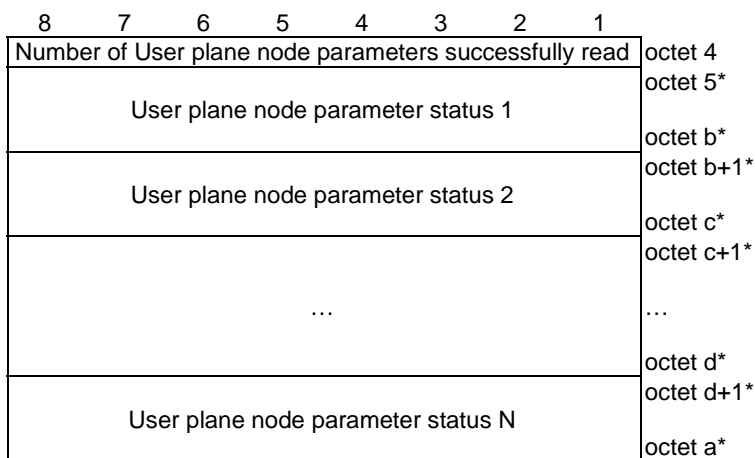 8 7 6 5 4 3 2 1
Number of User plane node parameters successfully read octet 4
octet 5*
User plane node parameter status 1
octet b*
octet b+1*
User plane node parameter status 2
octet c*
octet c+1*
… …
octet d*
octet d+1*
User plane node parameter status N
octet a*